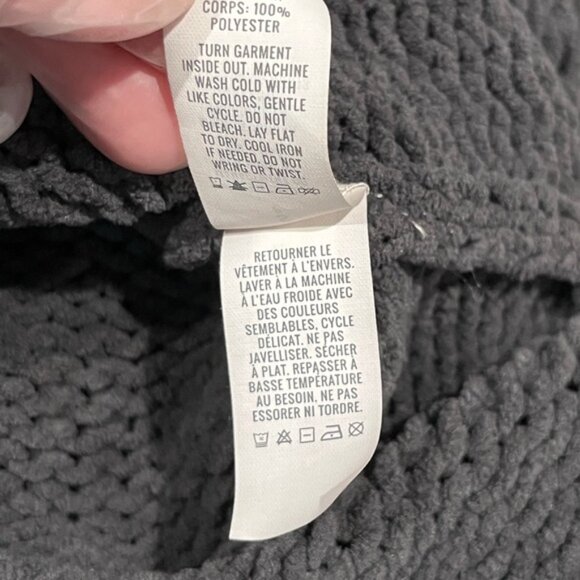 CORPS: 100%
POLYESTER
TURN GARMENT
INSIDE OUT. MACHINE
WASH COLD WITH
LIKE COLORS, GENTLE
CYCLE. DO NOT
BLEACH. LAY FLAT
TO DRY. COOL IRON
IF NEEDED. DO NOT
WRING OR TWIST.
RETOURNER LE
VÊTEMENT À L'ENVERS.
LAVER À LA MACHINE
À L'EAU FROIDE AVEC
DES COULEURS
SEMBLABLES, CYCLE
DÉLICAT. NE PAS
JAVELLISER. SÉCHER
À PLAT. REPASSER À
BASSE TEMPÉRATURE
AU BESOIN. NE PAS
ESSORER NI TORDRE.